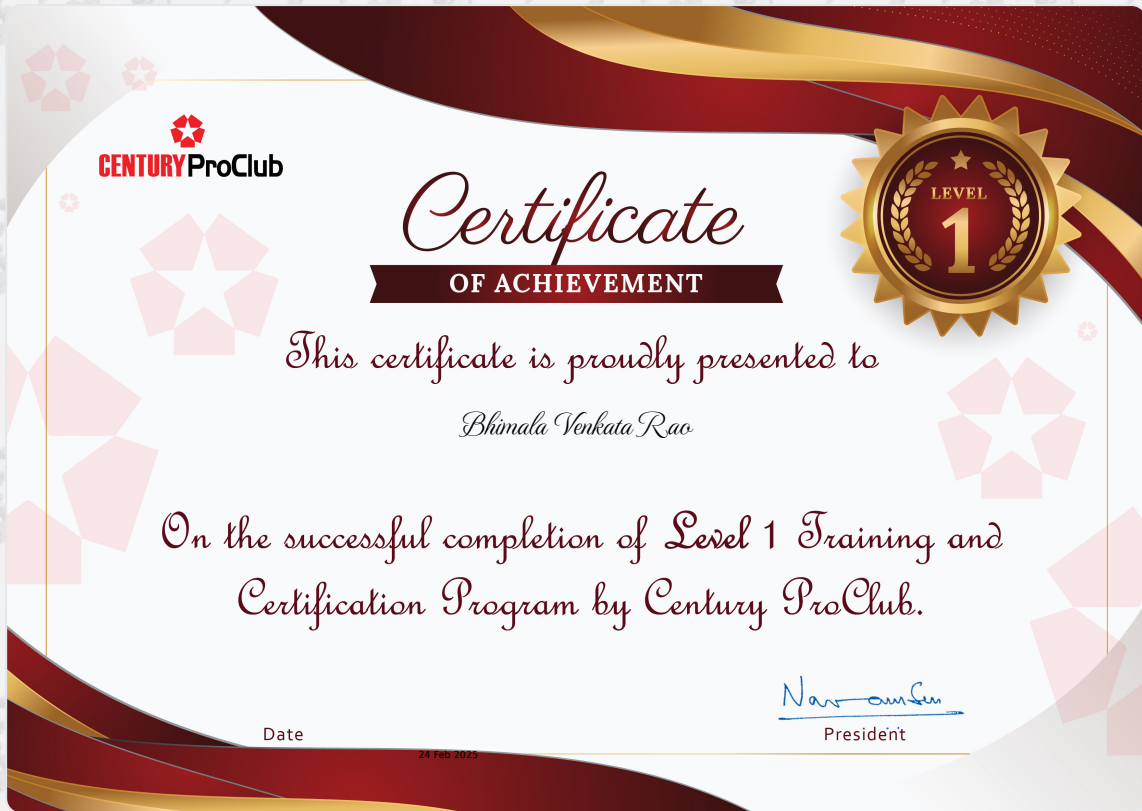 CENTURY ProClub
LEVEL
1
Certificate
OF ACHIEVEMENT
This certificate is proudly presented to
Bhimala Venkata Rao
On the successful completion of Level 1 Training and
Certification Program by Century ProClub.
Date
President
24 Feb 2025